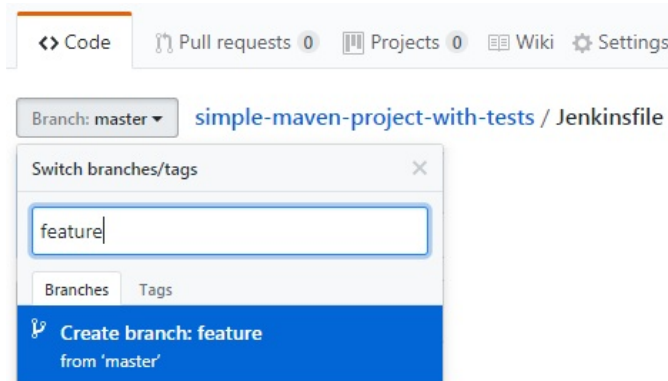 <> Code Pull requests 0 Projects 0 Wiki Settings
Branch: master simple-maven-project-with-tests / Jenkinsfile
Switch branches/tags
feature
Branches Tags
Create branch: feature
from 'master'